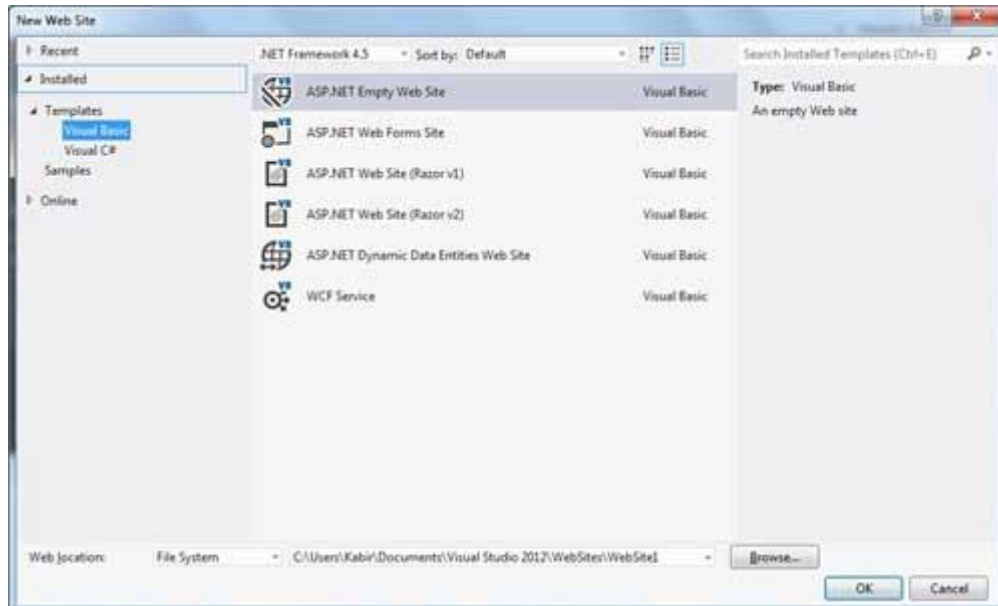 New Web Site
Recent
.NET Framework 4.5 Sort by: Default
Search Installed Templates (Ctrl+E)
Installed
Templates
Visual Basic
Visual C#
Samples
Online
ASP.NET Empty Web Site Visual Basic
ASP.NET Web Forms Site Visual Basic
ASP.NET Web Site (Razor v1) Visual Basic
ASP.NET Web Site (Razor v2) Visual Basic
ASP.NET Dynamic Data Entities Web Site Visual Basic
WCF Service Visual Basic
Type: Visual Basic
An empty Web site
Web location: File System C:\Users\Kabir\Documents\Visual Studio 2012\WebSites\WebSite1 Browse...
OK Cancel